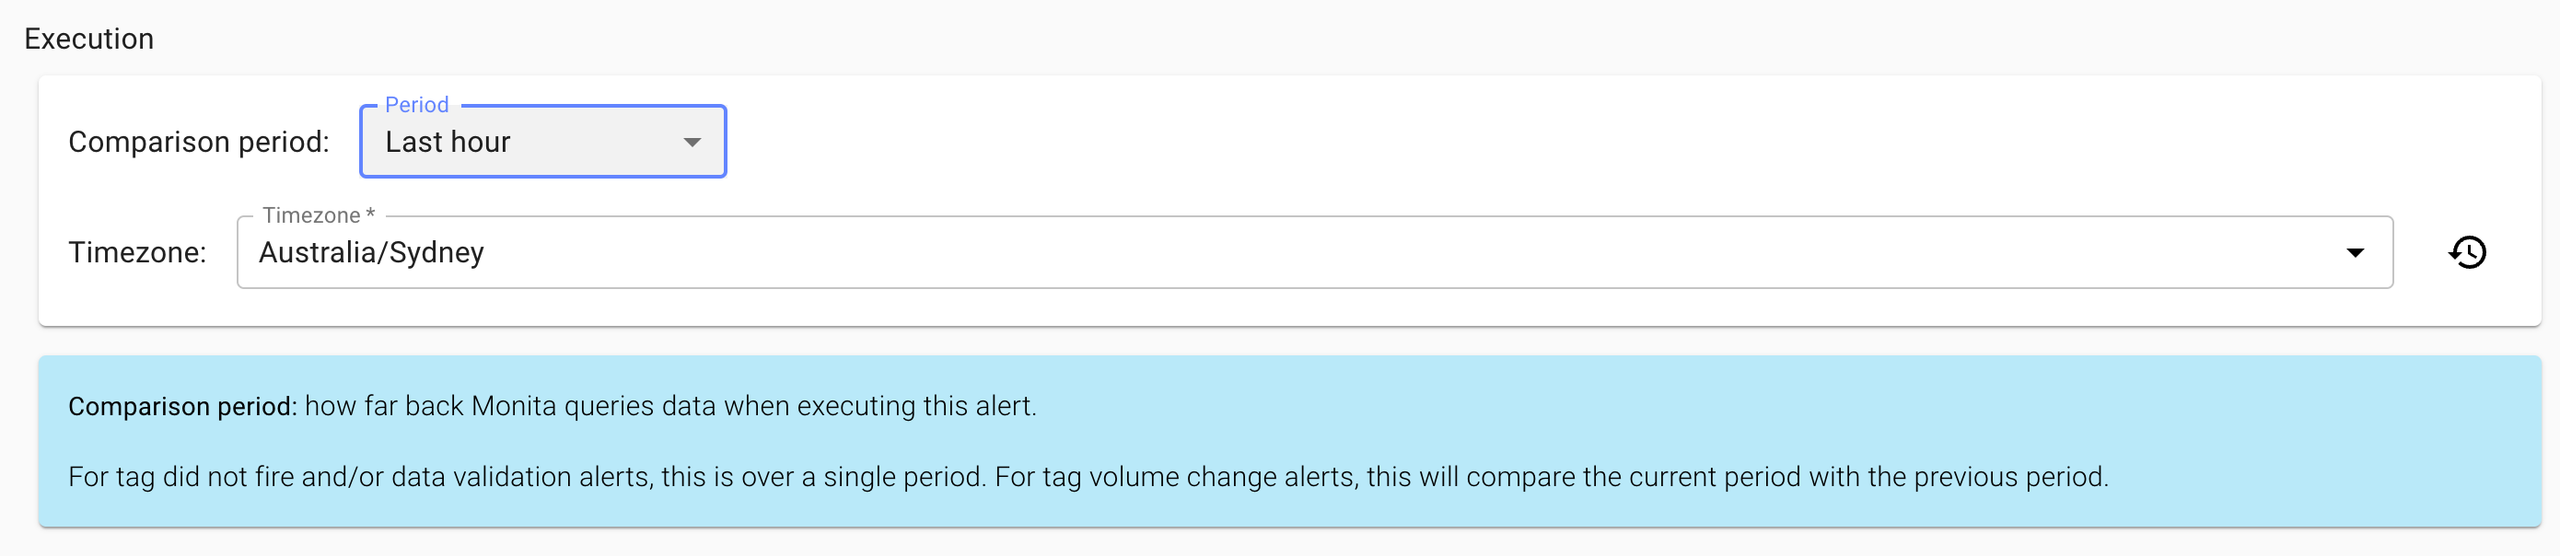 Execution
Period
Comparison period: Last hour
Timezone *
Timezone: Australia/Sydney
Comparison period: how far back Monita queries data when executing this alert.
For tag did not fire and/or data validation alerts, this is over a single period. For tag volume change alerts, this will compare the current period with the previous period.